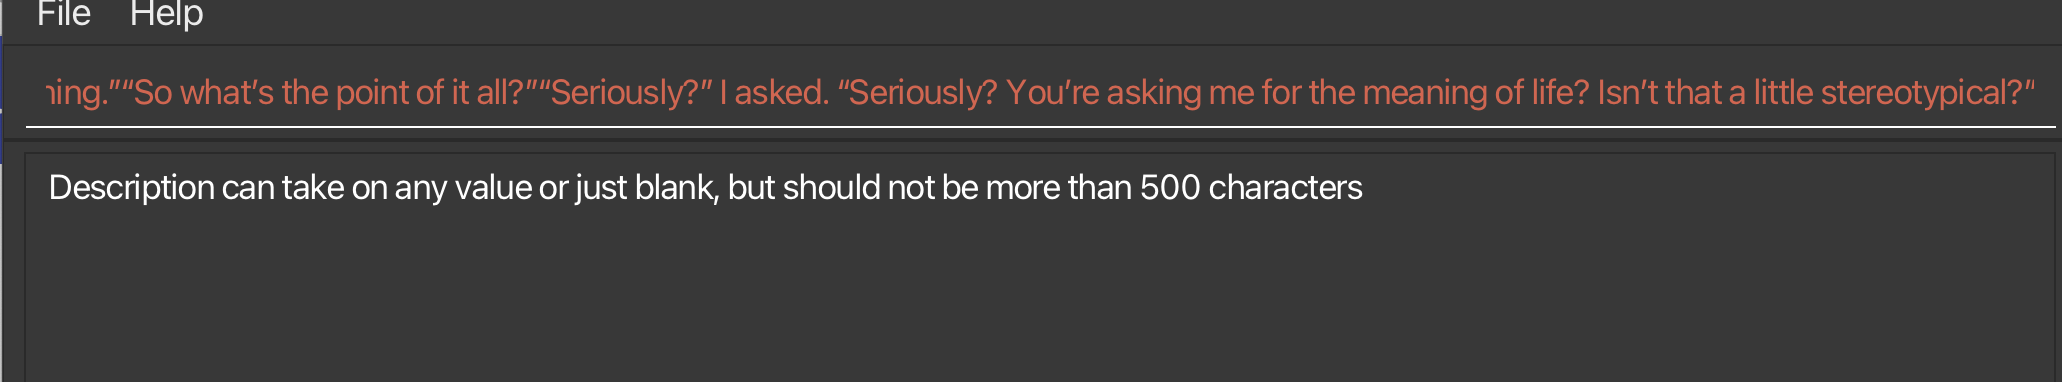 File Help
ning.”“So what’s the point of it all?”“Seriously?” I asked. “Seriously? You’re asking me for the meaning of life? Isn’t that a little stereotypical?”
Description can take on any value or just blank, but should not be more than 500 characters